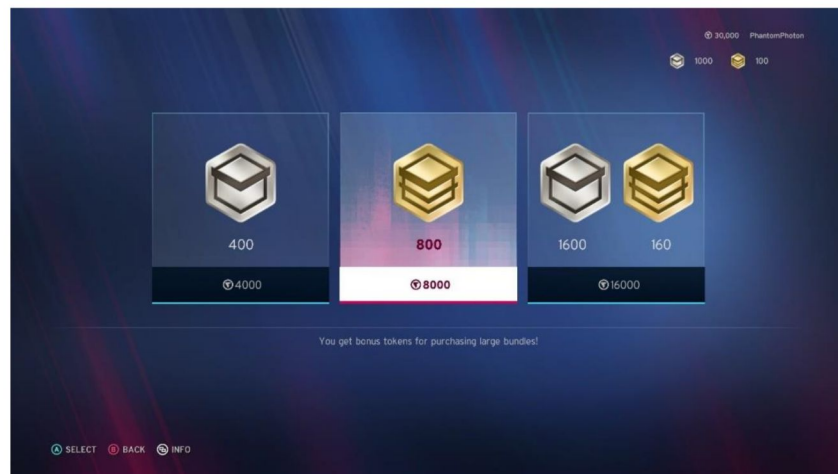 30,000 PhantomPhoton
1000 100
400
800
1600 160
4000
8000
16000
You get bonus tokens for purchasing large bundles!
A SELECT B BACK INFO